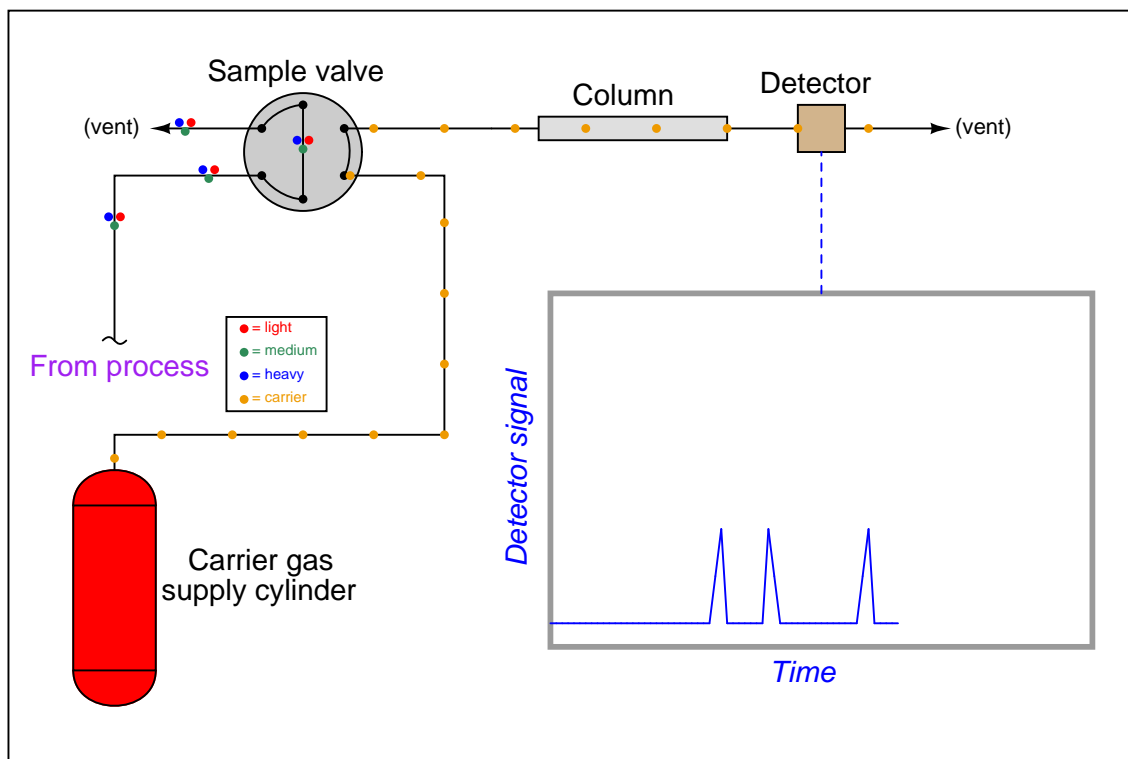 Sample valve
Column
Detector
(vent)
(vent)
= light
= medium
= heavy
= carrier
From process
Detector signal
Carrier gas
supply cylinder
Time